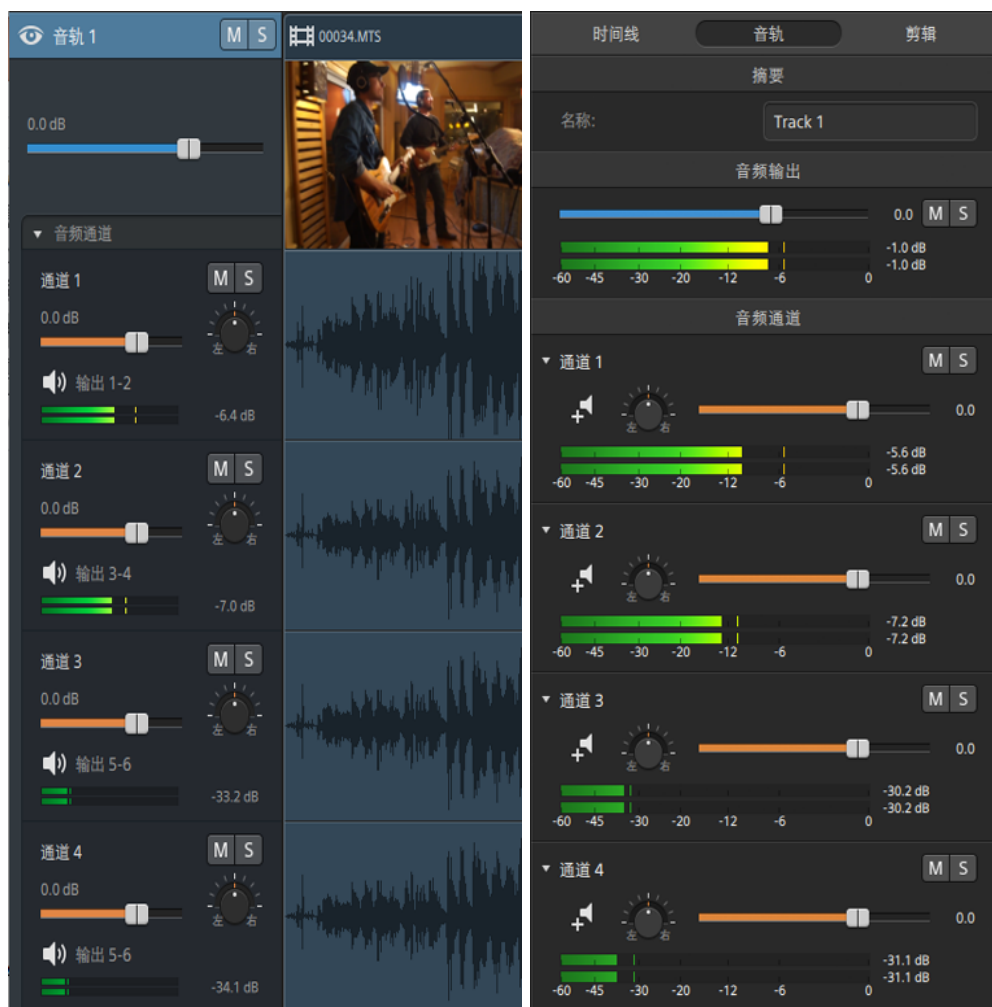 音轨 1
M S
00034.MTS
0.0 dB
音频通道
通道 1
M S
0.0 dB
左 右
输出 1-2
-6.4 dB
通道 2
M S
0.0 dB
左 右
输出 3-4
-7.0 dB
通道 3
M S
0.0 dB
左 右
输出 5-6
-33.2 dB
通道 4
M S
0.0 dB
左 右
输出 5-6
-34.1 dB
时间线 音轨 剪辑
摘要
名称: Track 1
音频输出
0.0 M S
-1.0 dB
-1.0 dB
-60 -45 -30 -20 -12 -6 0
音频通道
通道 1 M S
左 右 0.0
-5.6 dB
-5.6 dB
-60 -45 -30 -20 -12 -6 0
通道 2 M S
左 右 0.0
-7.2 dB
-7.2 dB
-60 -45 -30 -20 -12 -6 0
通道 3 M S
左 右 0.0
-30.2 dB
-30.2 dB
-60 -45 -30 -20 -12 -6 0
通道 4 M S
左 右 0.0
-31.1 dB
-31.1 dB
-60 -45 -30 -20 -12 -6 0